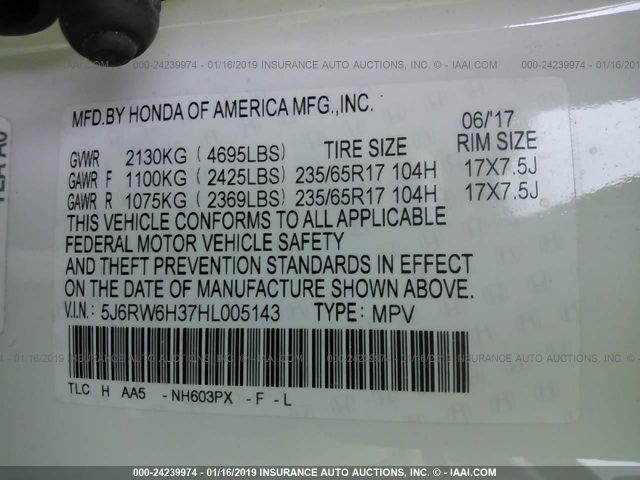 000-24239974 - 01/16/2019 INSURANCE AUTO AUCTIONS, INC. - © - IAAI.COM
MFD.BY HONDA OF AMERICA MFG.,INC. 06/'17
GVWR 2130KG ( 4695LBS) TIRE SIZE RIM SIZE
GAWR F 1100KG ( 2425LBS) 235/65R17 104H 17X7.5J
GAWR R 1075KG ( 2369LBS) 235/65R17 104H 17X7.5J
THIS VEHICLE CONFORMS TO ALL APPLICABLE
FEDERAL MOTOR VEHICLE SAFETY
AND THEFT PREVENTION STANDARDS IN EFFECT
ON THE DATE OF MANUFACTURE SHOWN ABOVE.
V.I.N.: 5J6RW6H37HL005143 TYPE: MPV
TLC H AA5 -NH603PX -F -L
000-24239974 - 01/16/2019 INSURANCE AUTO AUCTIONS, INC. - © - IAAI.COM